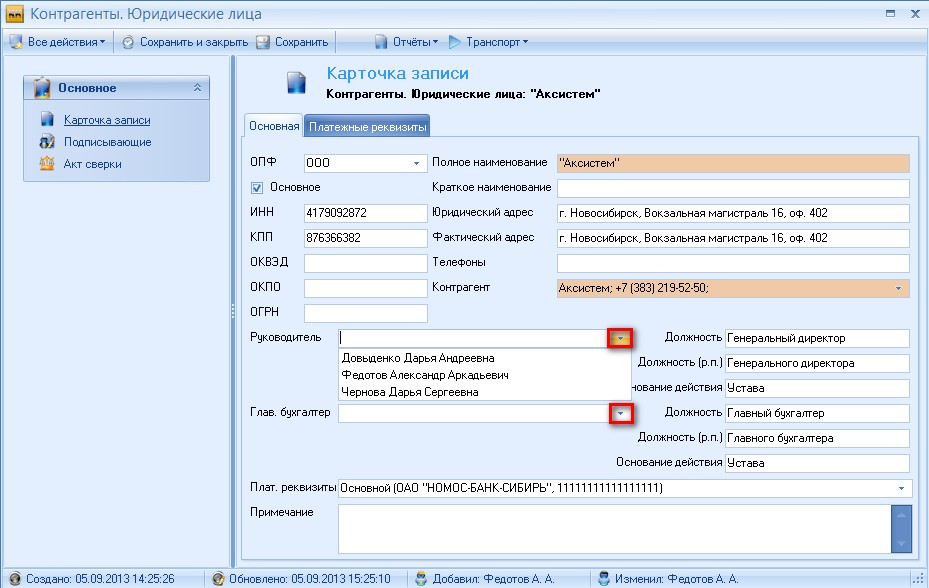 Контрагенты. Юридические лица
Все действия Сохранить и закрыть Сохранить Отчёты Транспорт
Основное
Карточка записи
Подписывающие
Акт сверки
Карточка записи
Контрагенты. Юридические лица: "Аксистем"
Основная Платежные реквизиты
ОПФ ООО Полное наименование "Аксистем"
Основное Краткое наименование
ИНН 4179092872 Юридический адрес г. Новосибирск, Вокзальная магистраль 16, оф. 402
КПП 876366382 Фактический адрес г. Новосибирск, Вокзальная магистраль 16, оф. 402
ОКВЭД Телефоны
ОКПО Контрагент Аксистем; +7 (383) 219-52-50;
ОГРН
Руководитель Должность Генеральный директор
Довыденко Дарья Андреевна
Должность (р.п.) Генерального директора
Федотов Александр Аркадьевич
Чернова Дарья Сергеевна нование действия Устава
Глав. бухгалтер Должность Главный бухгалтер
Должность (р.п.) Главного бухгалтера
Основание действия Устава
Плат. реквизиты Основной (ОАО "НОМОС-БАНК-СИБИРЬ", 11111111111111111)
Примечание
Создано: 05.09.2013 14:25:26 Обновлено: 05.09.2013 15:25:10 Добавил: Федотов А. А. Изменил: Федотов А. А.